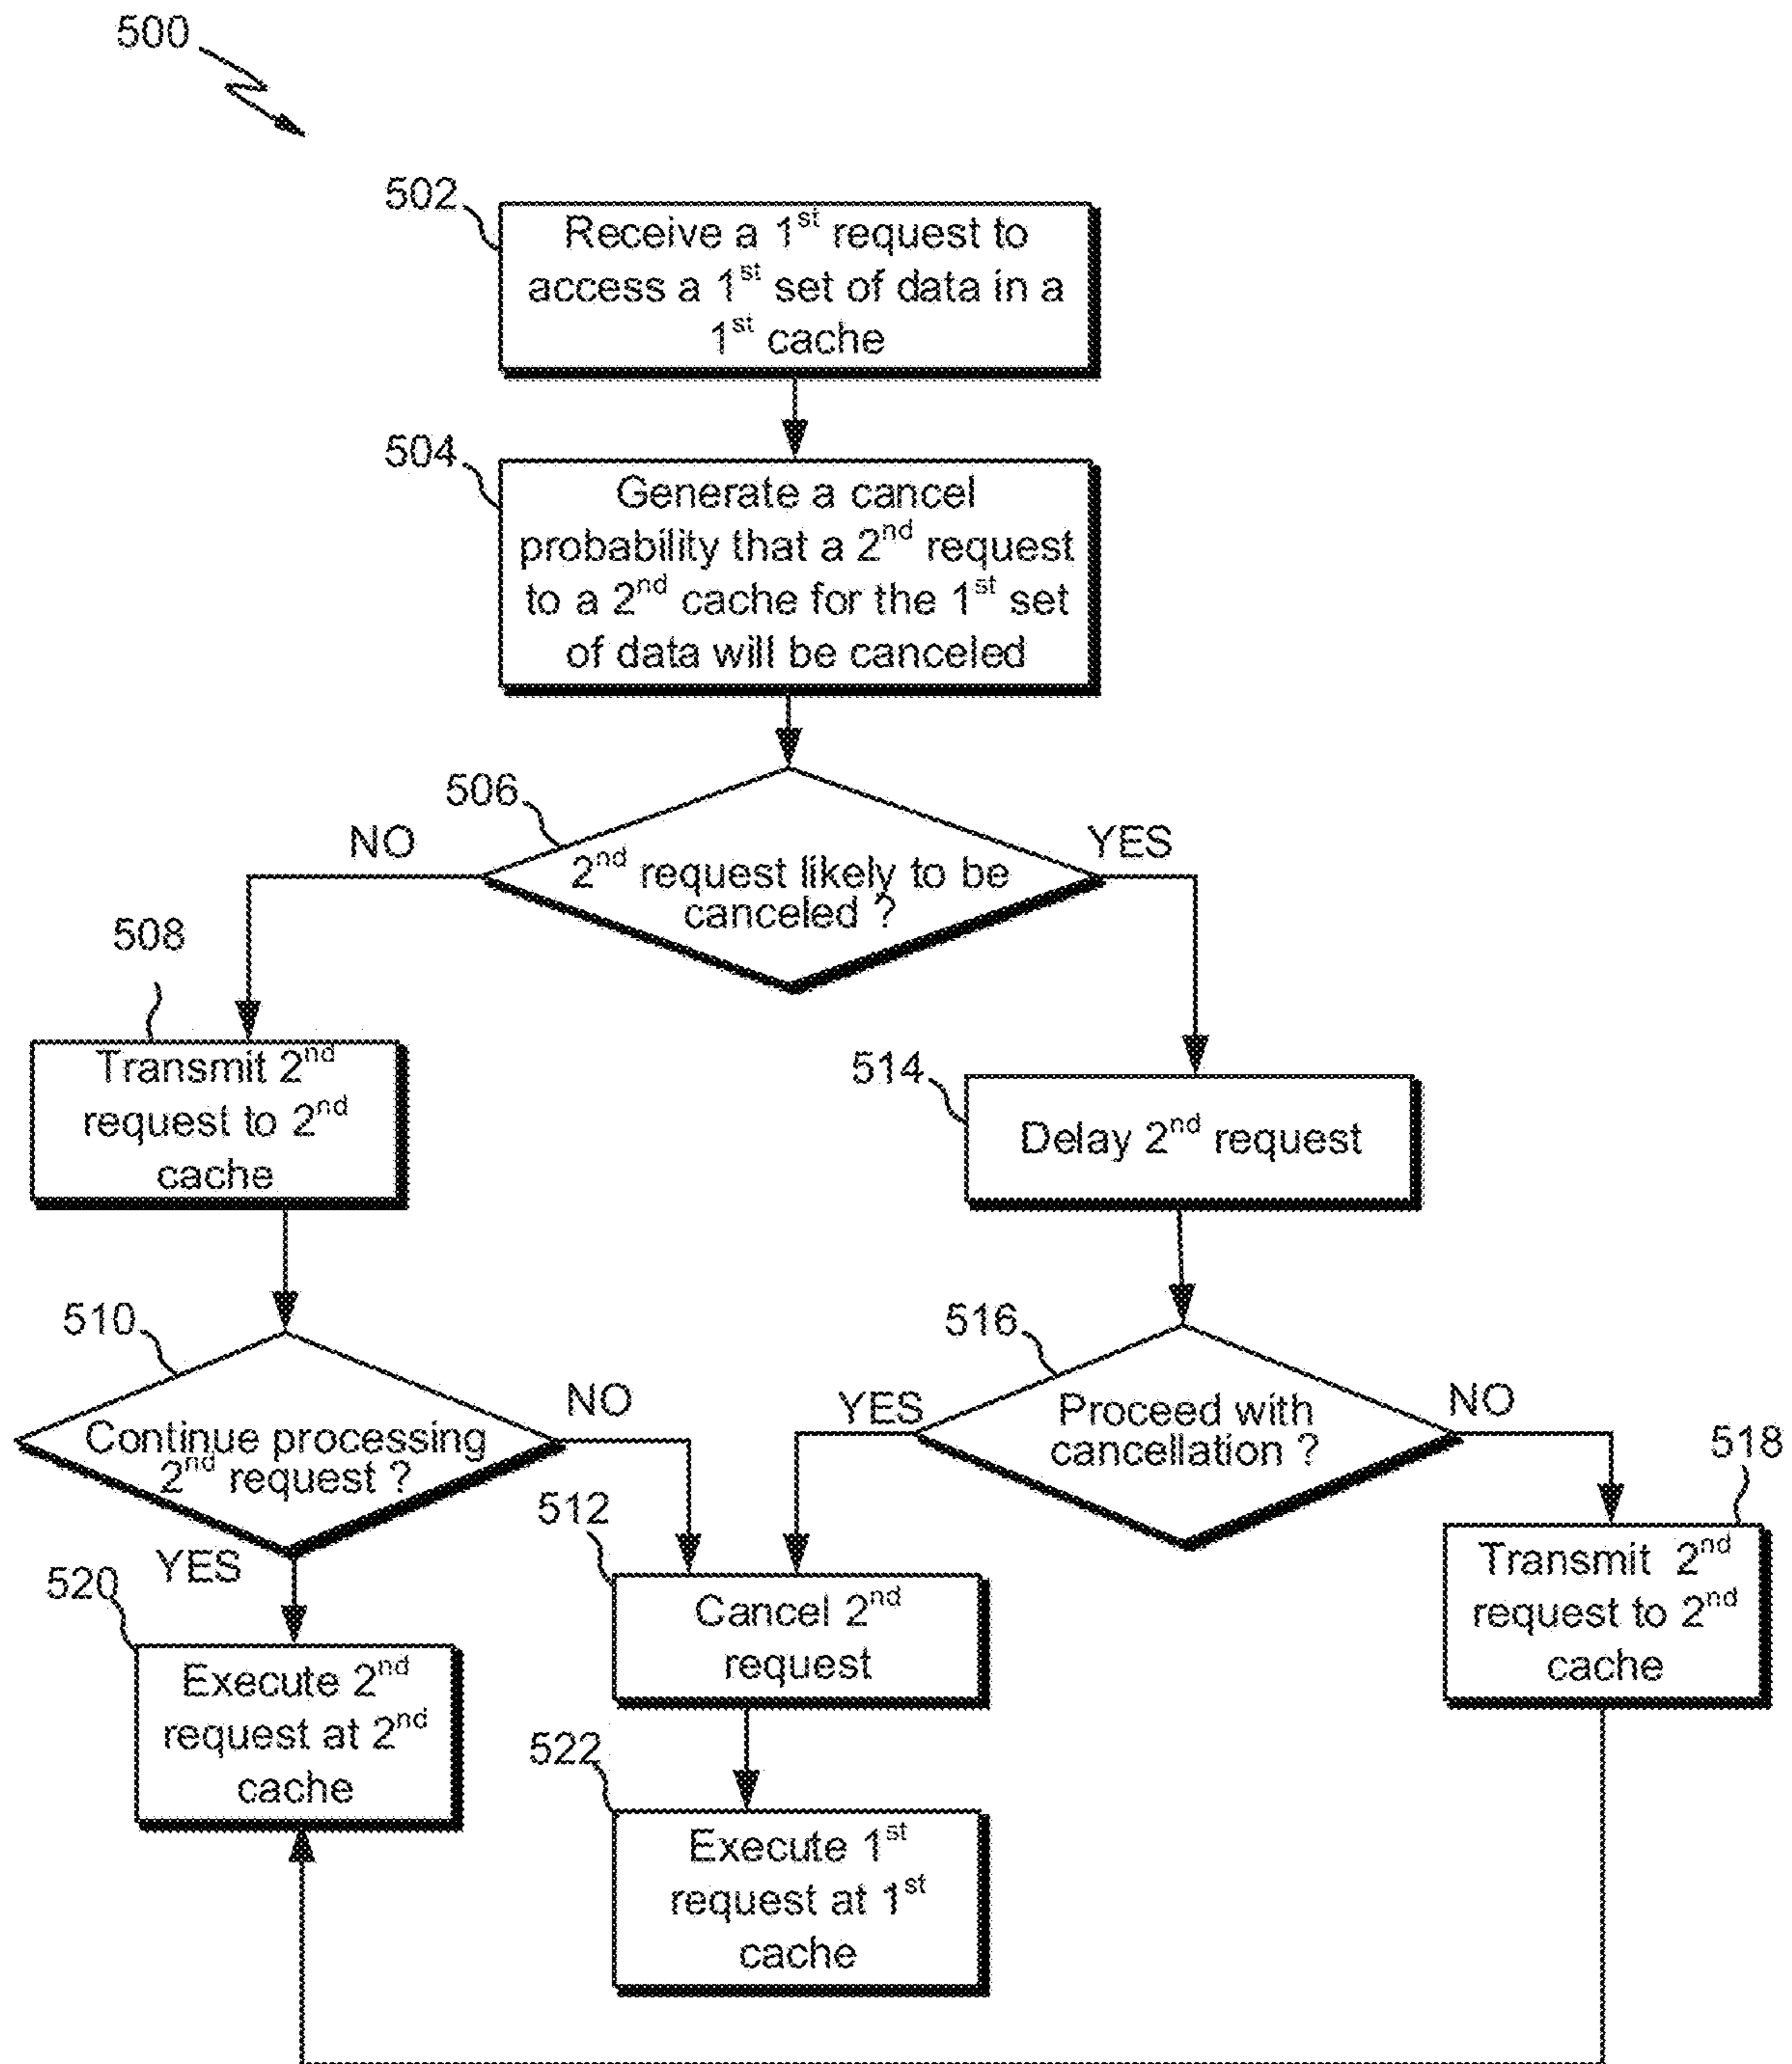 500
502
Receive a 1st request to
access a 1st set of data in a
1st cache
504
Generate a cancel
probability that a 2nd request
to a 2nd cache for the 1st set
of data will be canceled
506
NO
YES
2nd request likely to be
canceled ?
508
Transmit 2nd
request to 2nd
cache
514
Delay 2nd request
510
Continue processing
2nd request ?
NO
YES
516
Proceed with
cancellation ?
YES
NO
512
Cancel 2nd
request
518
Transmit 2nd
request to 2nd
cache
520
Execute 2nd
request at 2nd
cache
522
Execute 1st
request at 1st
cache